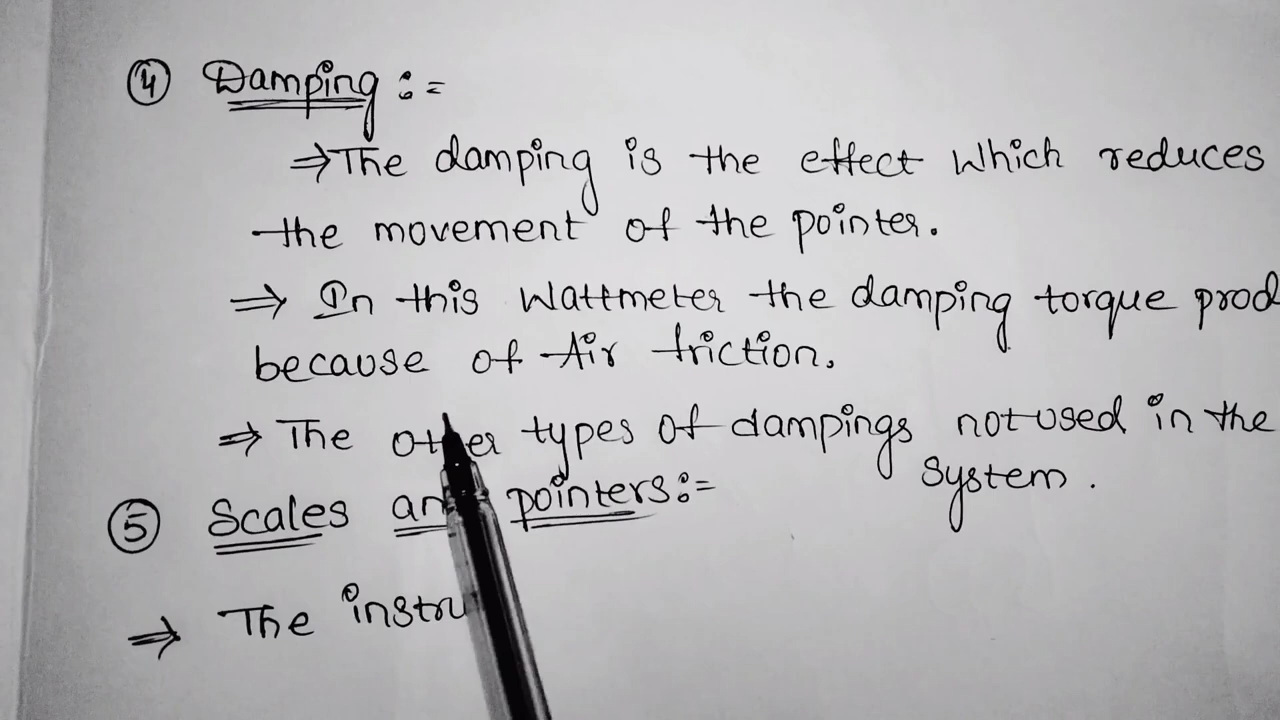 ④ Damping :=
⇒ The damping is the effect which reduces
the movement of the pointer.
⇒ In this Wattmeter the damping torque prod
because of Air friction.
⇒ The other types of dampings not used in the
system.
⑤ Scales and pointers :=
⇒ The instru